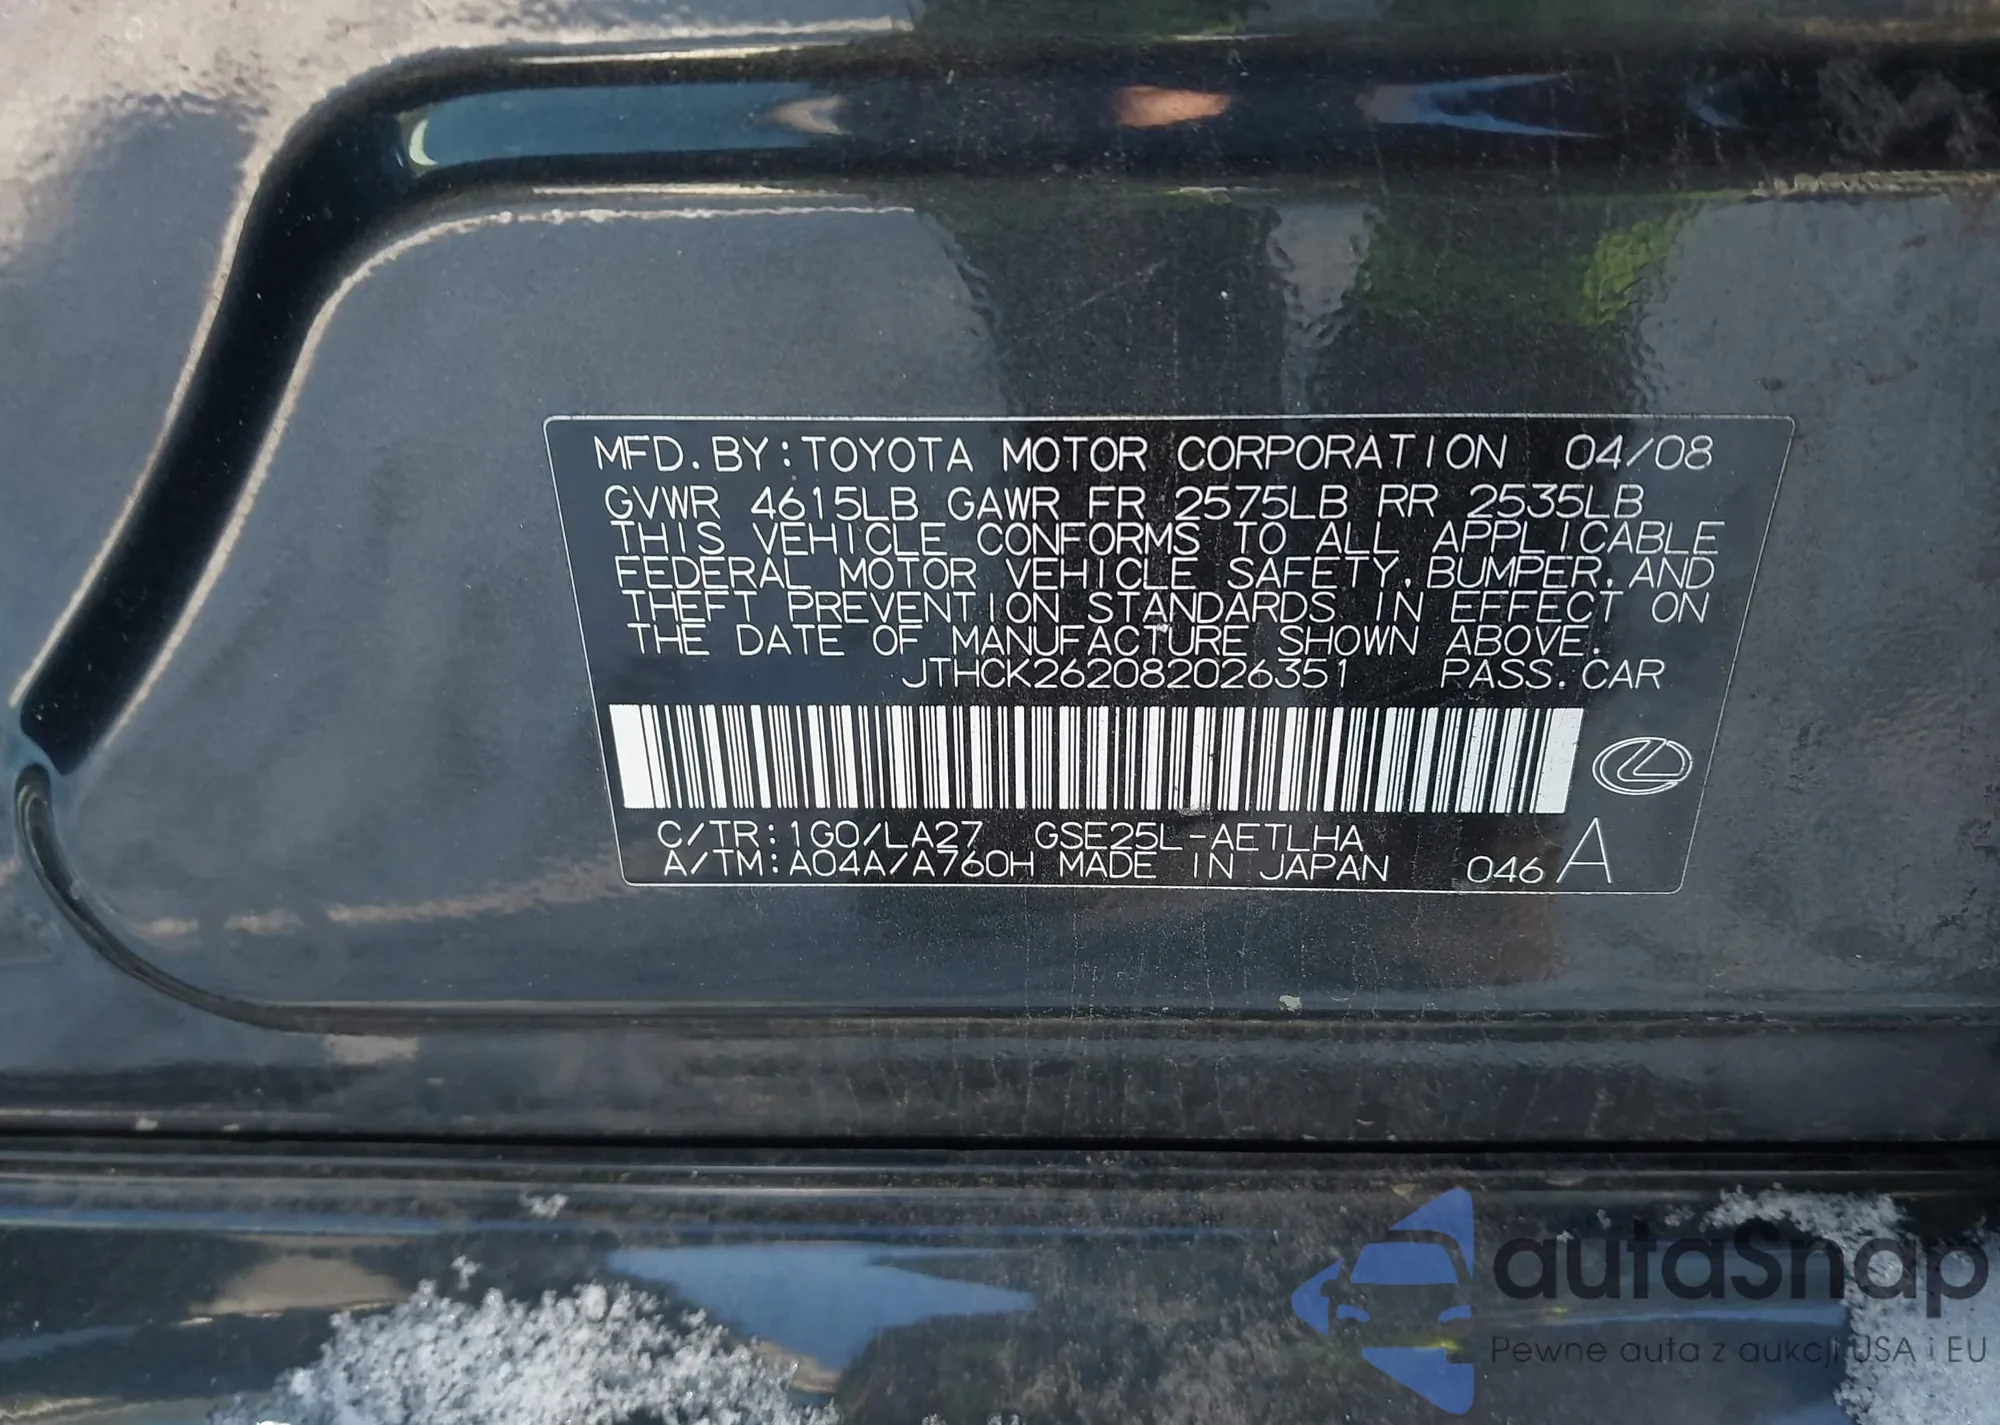 MFD. BY: TOYOTA MOTOR CORPORATION 04/08
GVWR 4615LB GAWR FR 2575LB RR 2535LB
THIS VEHICLE CONFORMS TO ALL APPLICABLE
FEDERAL MOTOR VEHICLE SAFETY, BUMPER, AND
THEFT PREVENTION STANDARDS IN EFFECT ON
THE DATE OF MANUFACTURE SHOWN ABOVE.
JTHCK262082026351 PASS. CAR
C/TR: 1G0/LA27 GSE25L-AETLHA
A/TM: A04A/A760H MADE IN JAPAN 046 A
autaSnap
Pewne auta z aukcji USA i EU